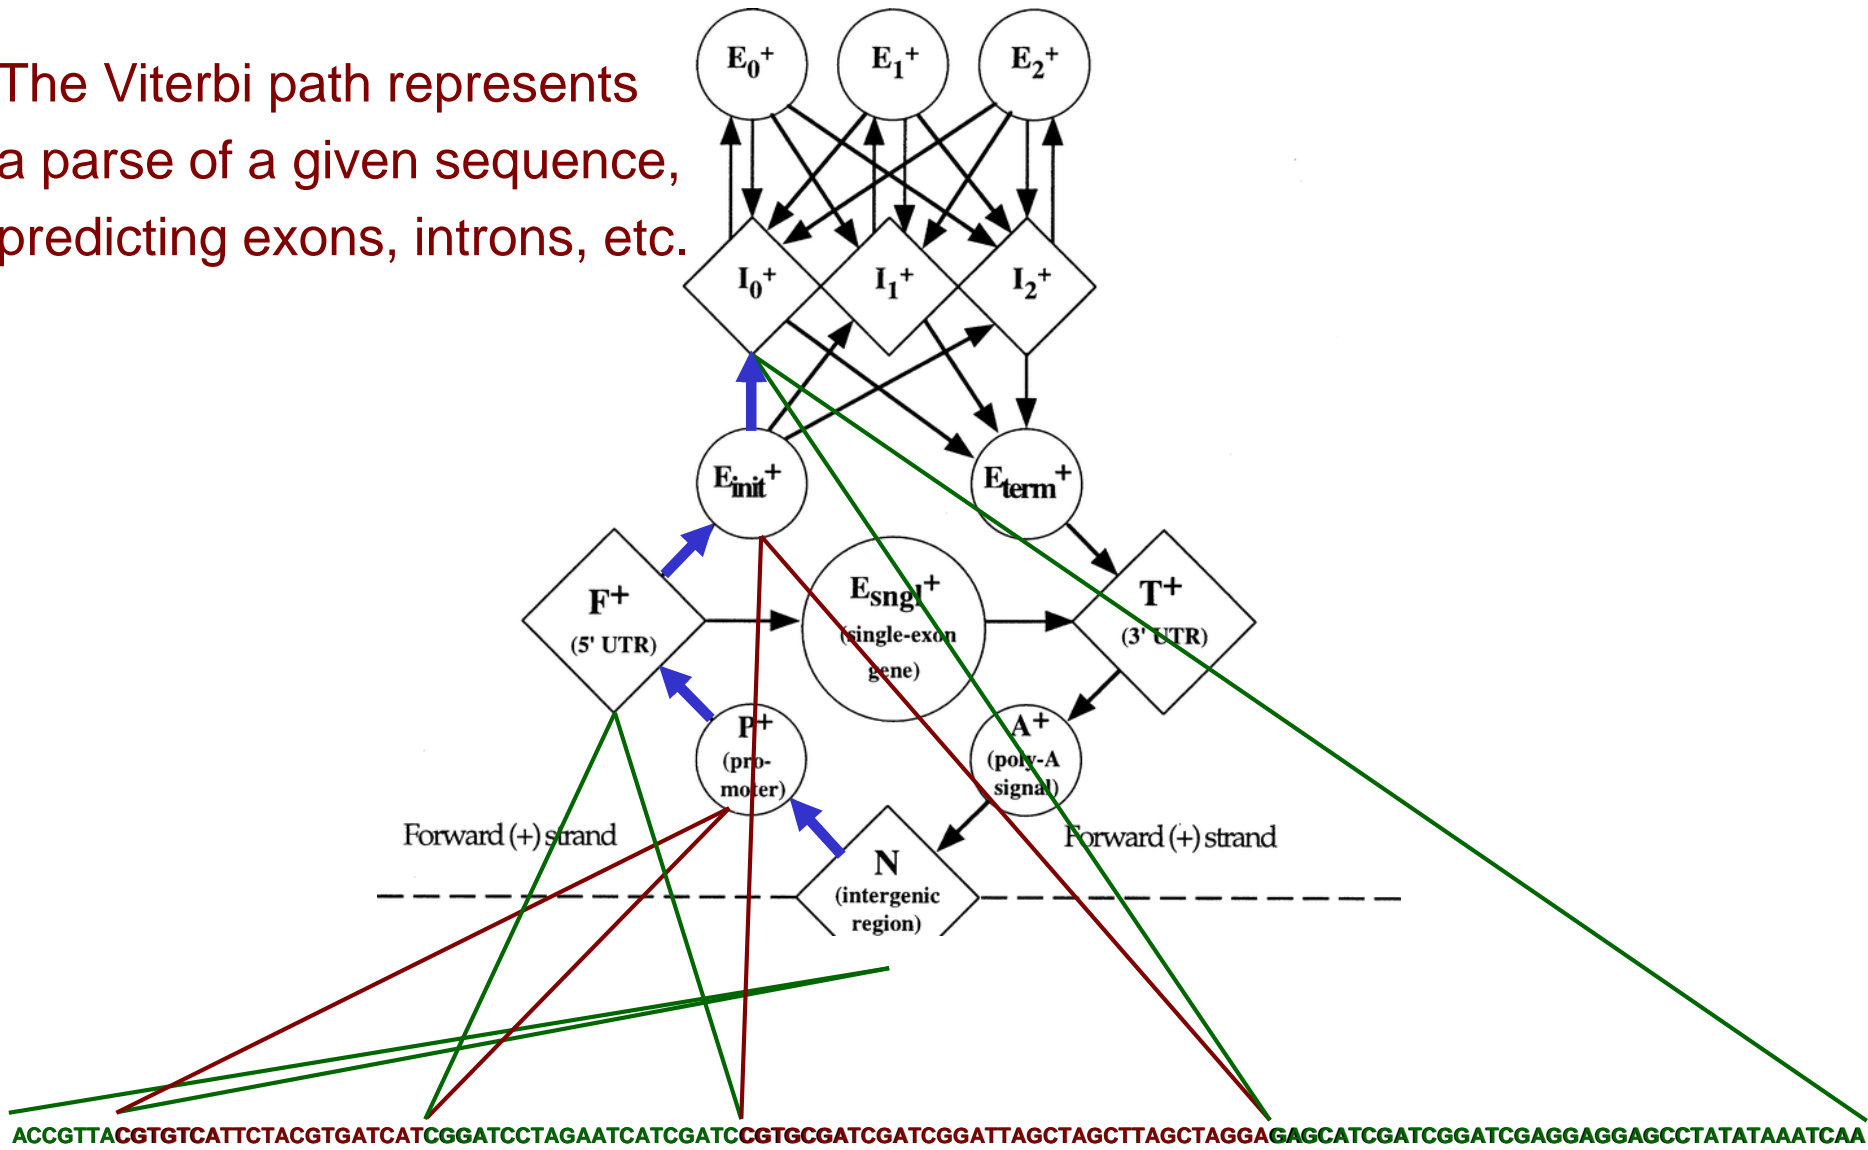 The Viterbi path represents
a parse of a given sequence,
predicting exons, introns, etc.
E₀⁺ E₁⁺ E₂⁺
I₀⁺ I₁⁺ I₂⁺
Einit⁺ Eterm⁺
F⁺
(5' UTR)
Esngl⁺
(single-exon
gene)
T⁺
(3' UTR)
P⁺
(pro-
moter)
A⁺
(poly-A
signal)
Forward (+) strand
Forward (+) strand
N
(intergenic
region)
ACCGTTACGTGTCATTCTACGTGATCATCGGATCCTAGAATCATCGATCCGTGCGATCGATCGGATTAGCTAGCTTAGCTAGGAGAGCATCGATCGGATCGAGGAGGAGCCTATATAAATCAA